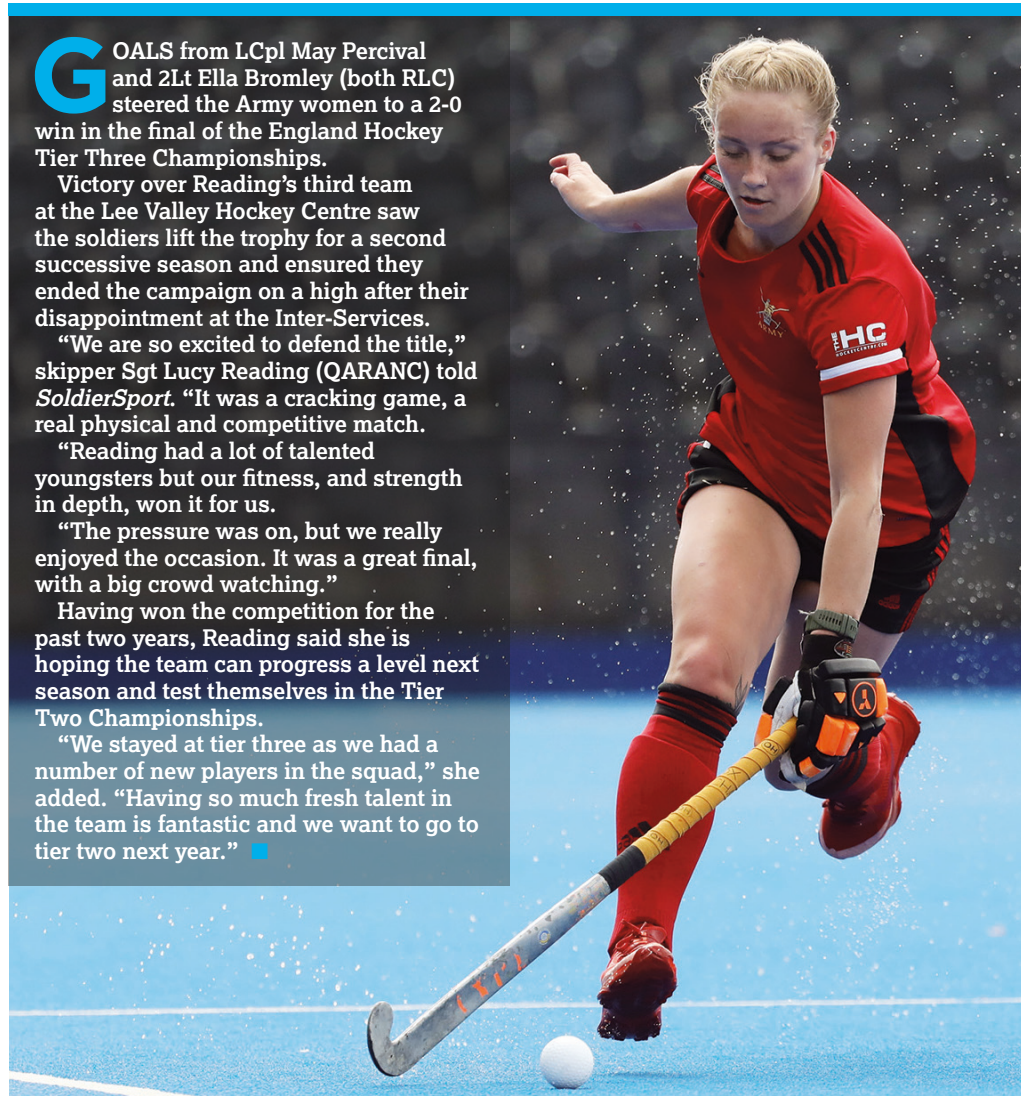 GOALS from LCpl May Percival
and 2Lt Ella Bromley (both RLC)
steered the Army women to a 2-0
win in the final of the England Hockey
Tier Three Championships.
Victory over Reading’s third team
at the Lee Valley Hockey Centre saw
the soldiers lift the trophy for a second
successive season and ensured they
ended the campaign on a high after their
disappointment at the Inter-Services.
“We are so excited to defend the title,”
skipper Sgt Lucy Reading (QARANC) told
SoldierSport. “It was a cracking game, a
real physical and competitive match.
“Reading had a lot of talented
youngsters but our fitness, and strength
in depth, won it for us.
“The pressure was on, but we really
enjoyed the occasion. It was a great final,
with a big crowd watching.”
Having won the competition for the
past two years, Reading said she is
hoping the team can progress a level next
season and test themselves in the Tier
Two Championships.
“We stayed at tier three as we had a
number of new players in the squad,” she
added. “Having so much fresh talent in
the team is fantastic and we want to go to
tier two next year.”
ARMY
THE HC
HOCKEYCENTRE.COM